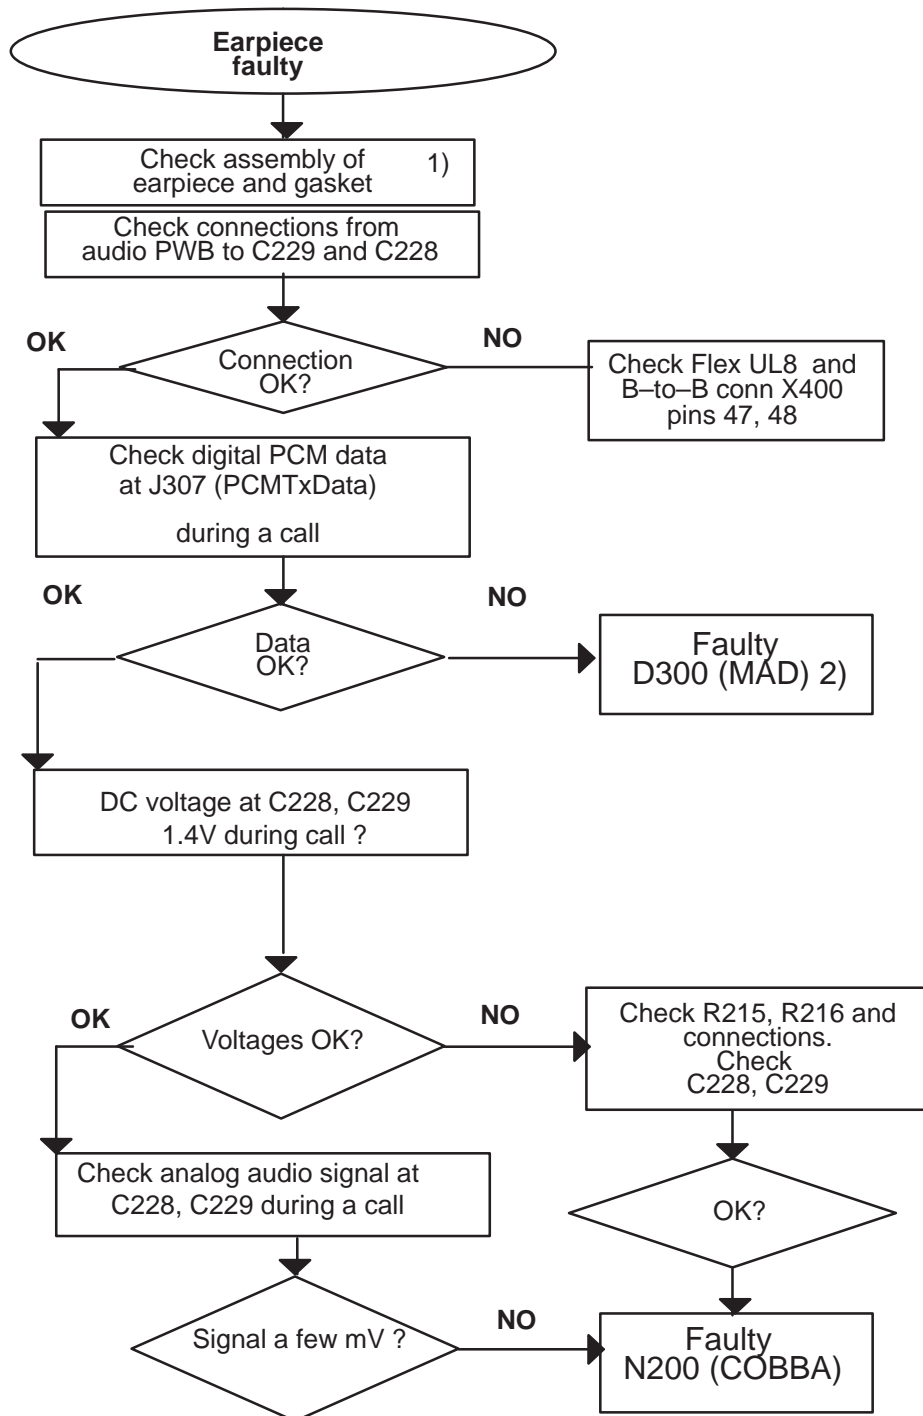 Earpiece
faulty
Check assembly of 1)
earpiece and gasket
Check connections from
audio PWB to C229 and C228
OK
NO
Connection
OK?
Check Flex UL8 and
B–to–B conn X400
pins 47, 48
Check digital PCM data
at J307 (PCMTxData)
during a call
OK
NO
Data
OK?
Faulty
D300 (MAD) 2)
DC voltage at C228, C229
1.4V during call ?
OK
NO
Voltages OK?
Check R215, R216 and
connections.
Check
C228, C229
Check analog audio signal at
C228, C229 during a call
OK?
Signal a few mV ?
NO
Faulty
N200 (COBBA)